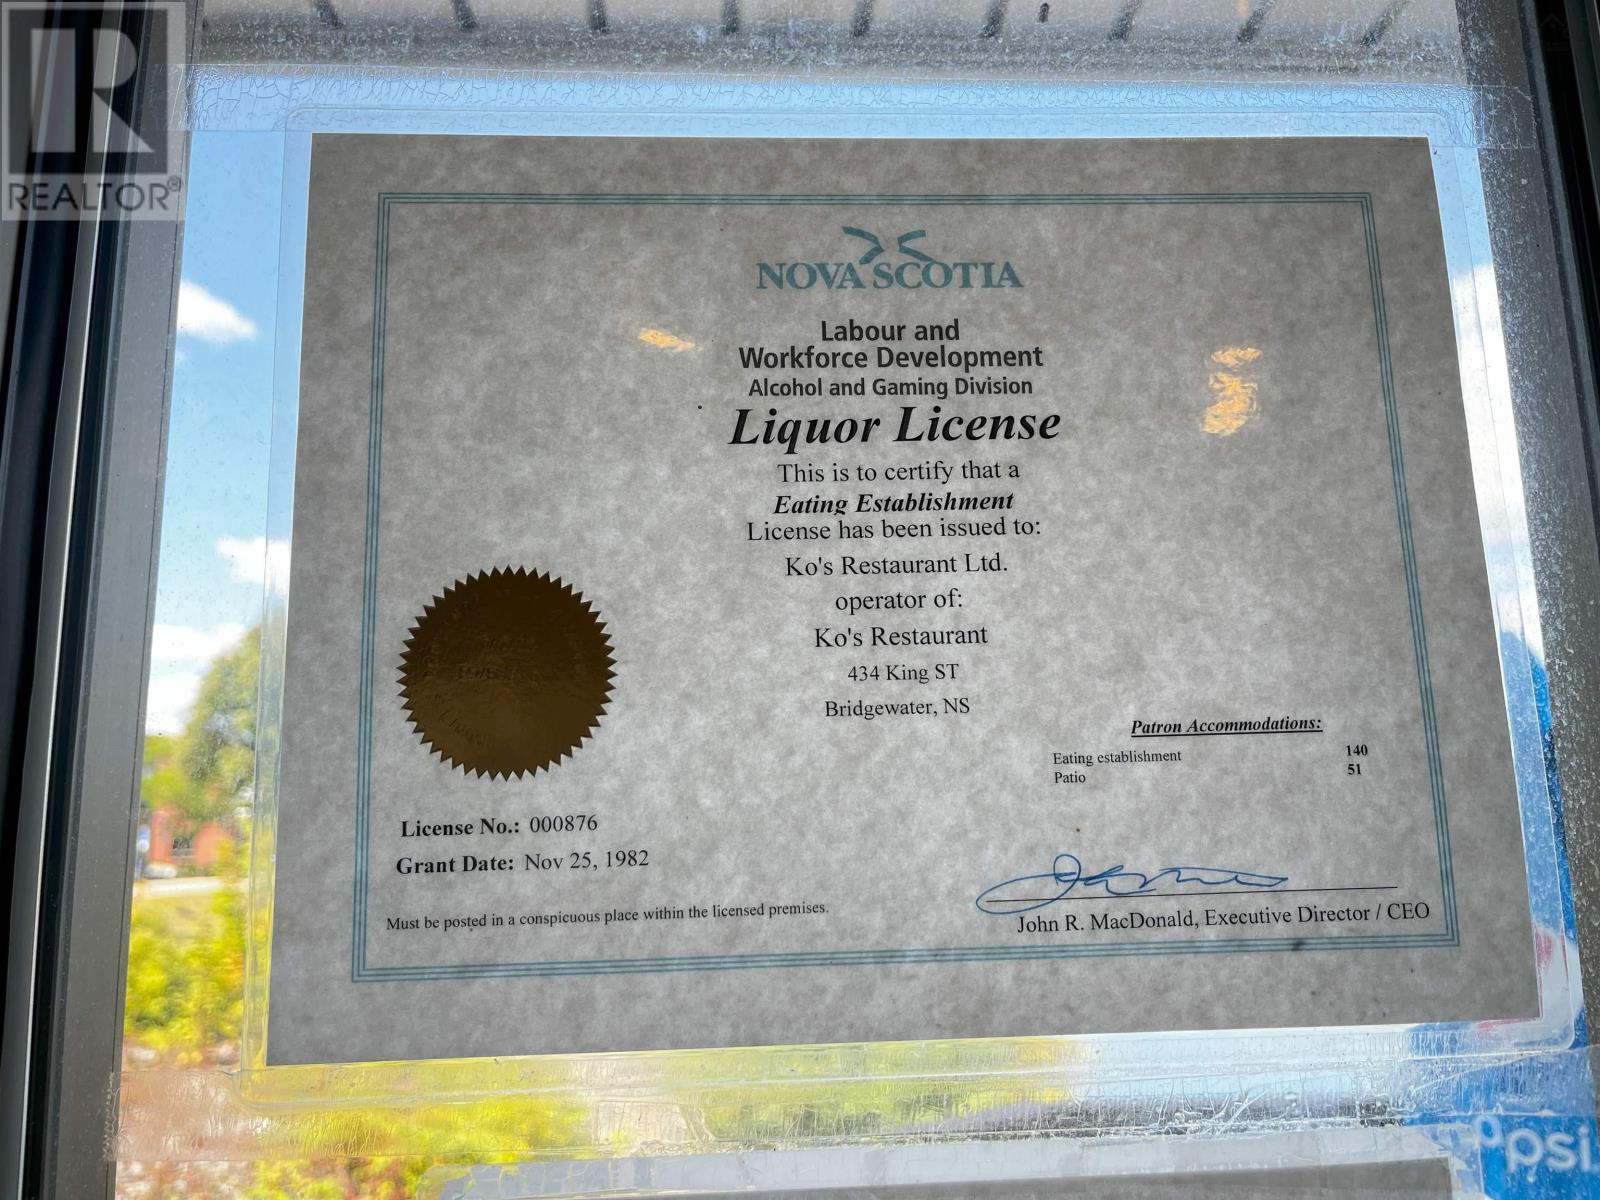 REALTOR®
NOVA SCOTIA
Labour and
Workforce Development
Alcohol and Gaming Division
Liquor License
This is to certify that a
Eating Establishment
License has been issued to:
Ko's Restaurant Ltd.
operator of:
Ko's Restaurant
434 King ST
Bridgewater, NS
Patron Accommodations:
Eating establishment 140
Patio 51
License No.: 000876
Grant Date: Nov 25, 1982
Must be posted in a conspicuous place within the licensed premises.
John R. MacDonald, Executive Director / CEO